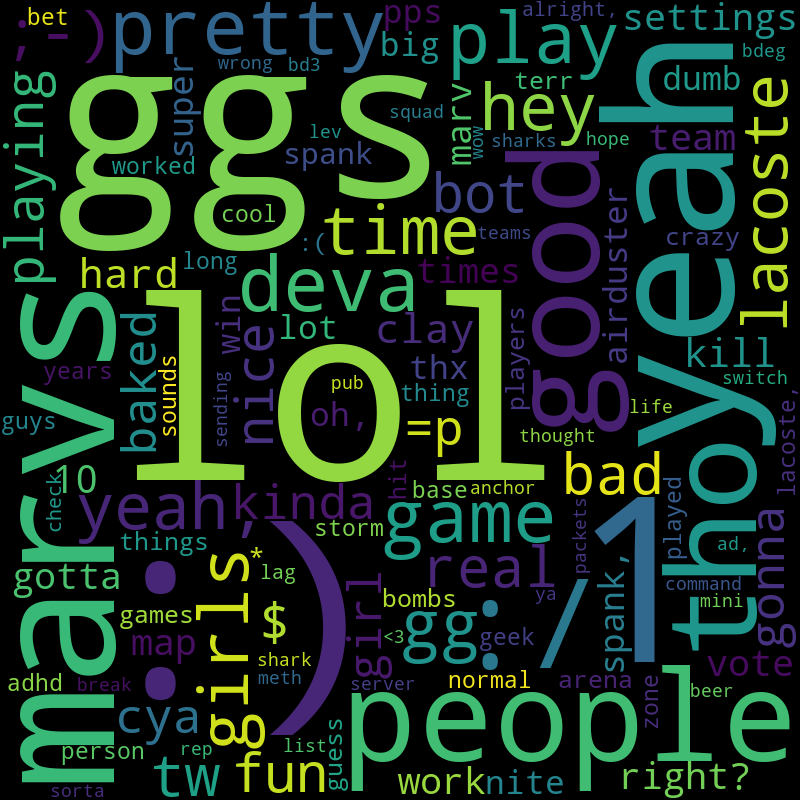 bet
;-)
pretty
pps
big
alright,
settings
play
bdeg
wrong
bd3
super
ggs
squad
lev
marv
wow
hey
terr
dumb
yeah
hope
sharks
team
lacoste
playing
worked
spank
cool
:(
time
bot
teams
good
airduster
crazy
long
hard
deva
times
marvs
lol
win
nice
lot
clay
players
thx
kill
years
baked
sounds
sending
pub
thing
switch
guys
oh,
=p
thought
life
lacoste,
10
check
yeah,
kinda
hit
base
anchor
bad
tho
storm
game
packets
played
things
:)
1
ad,
gotta
girls
*
lag
real
spank,
gonna
command
games
$
girl
bombs
ya
mini
map
<3
gg
:/
geek
shark
meth
vote
adhd
break
server
normal
arena
zone
beer
cya
people
person
rep
list
guess
right?
tw
fun
work
nite
sorta